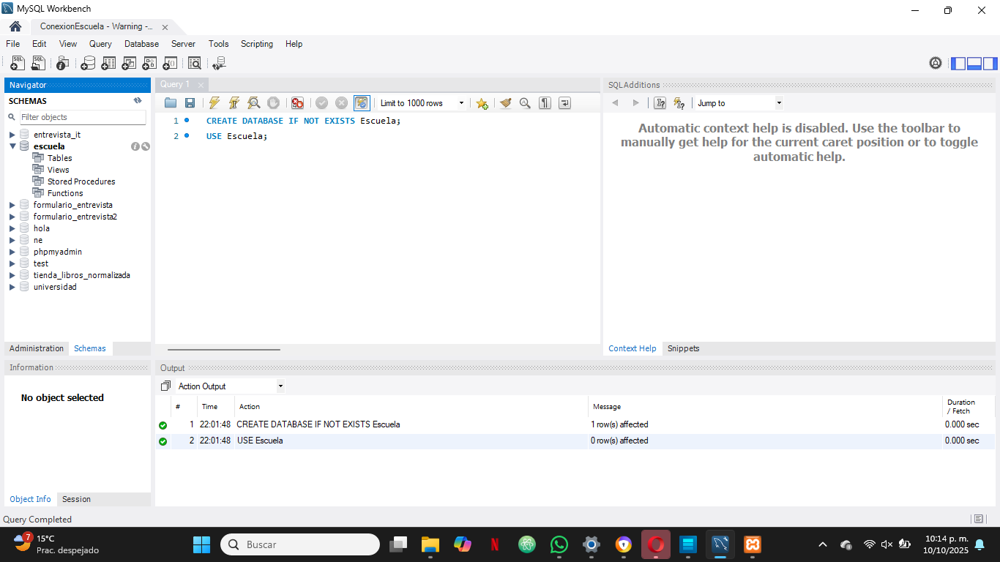 MySQL Workbench
ConexionEscuela - Warning -...
File Edit View Query Database Server Tools Scripting Help
Navigator
SCHEMAS
Filter objects
entrevista_it
escuela
Tables
Views
Stored Procedures
Functions
formulario_entrevista
formulario_entrevista2
hola
ne
phpmyadmin
test
tienda_libros_normalizada
universidad
Administration Schemas
Information
No object selected
Object Info Session
Query 1
Limit to 1000 rows
1 CREATE DATABASE IF NOT EXISTS Escuela;
2 USE Escuela;
SQLAdditions
Jump to
Automatic context help is disabled. Use the toolbar to
manually get help for the current caret position or to toggle
automatic help.
Context Help Snippets
Output
Action Output
# Time Action Message Duration / Fetch
1 22:01:48 CREATE DATABASE IF NOT EXISTS Escuela 1 row(s) affected 0.000 sec
2 22:01:48 USE Escuela 0 row(s) affected 0.000 sec
Query Completed
7
15°C
Prac. despejado
Buscar
10:14 p. m.
10/10/2025